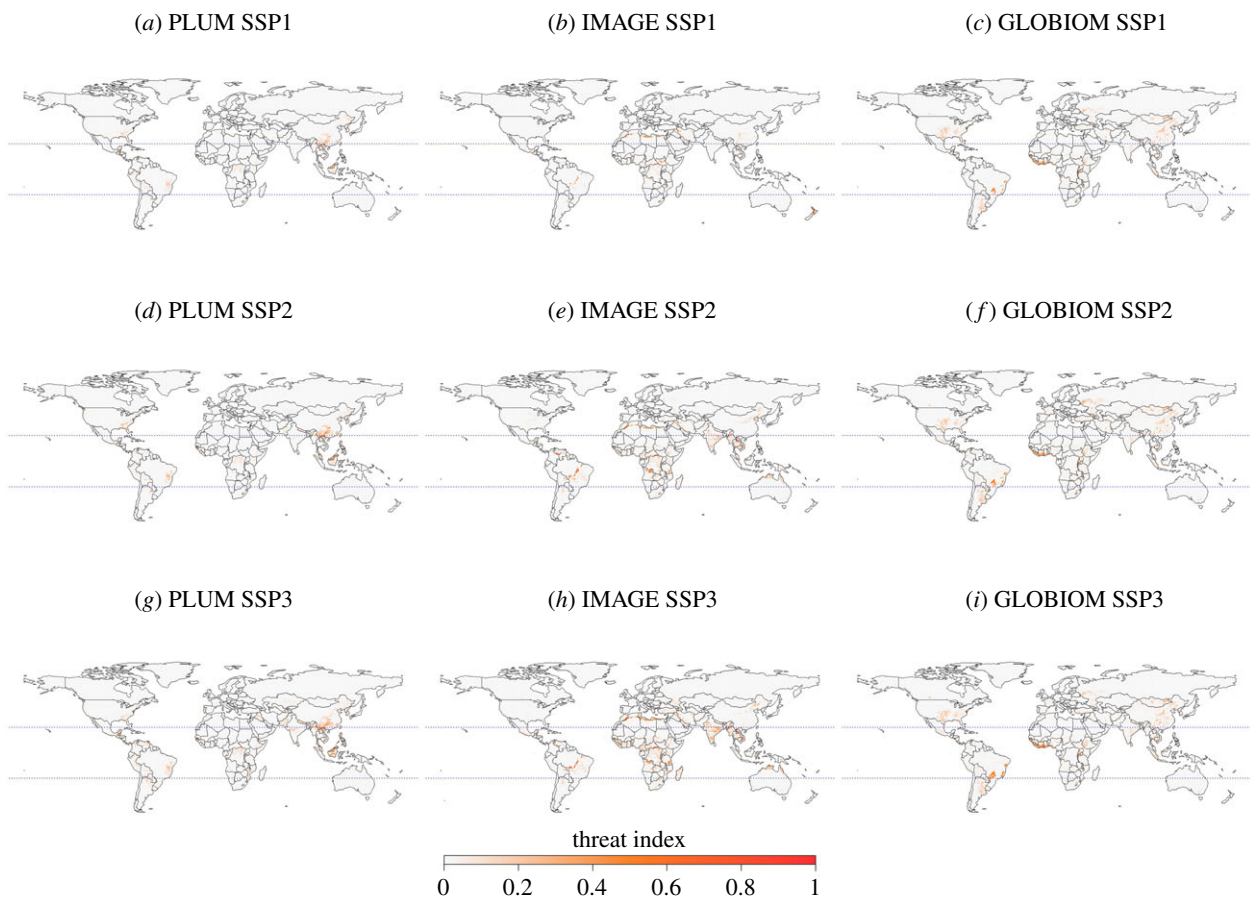 (a) PLUM SSP1
(b) IMAGE SSP1
(c) GLOBIOM SSP1
(d) PLUM SSP2
(e) IMAGE SSP2
(f) GLOBIOM SSP2
(g) PLUM SSP3
(h) IMAGE SSP3
(i) GLOBIOM SSP3
threat index
0 0.2 0.4 0.6 0.8 1